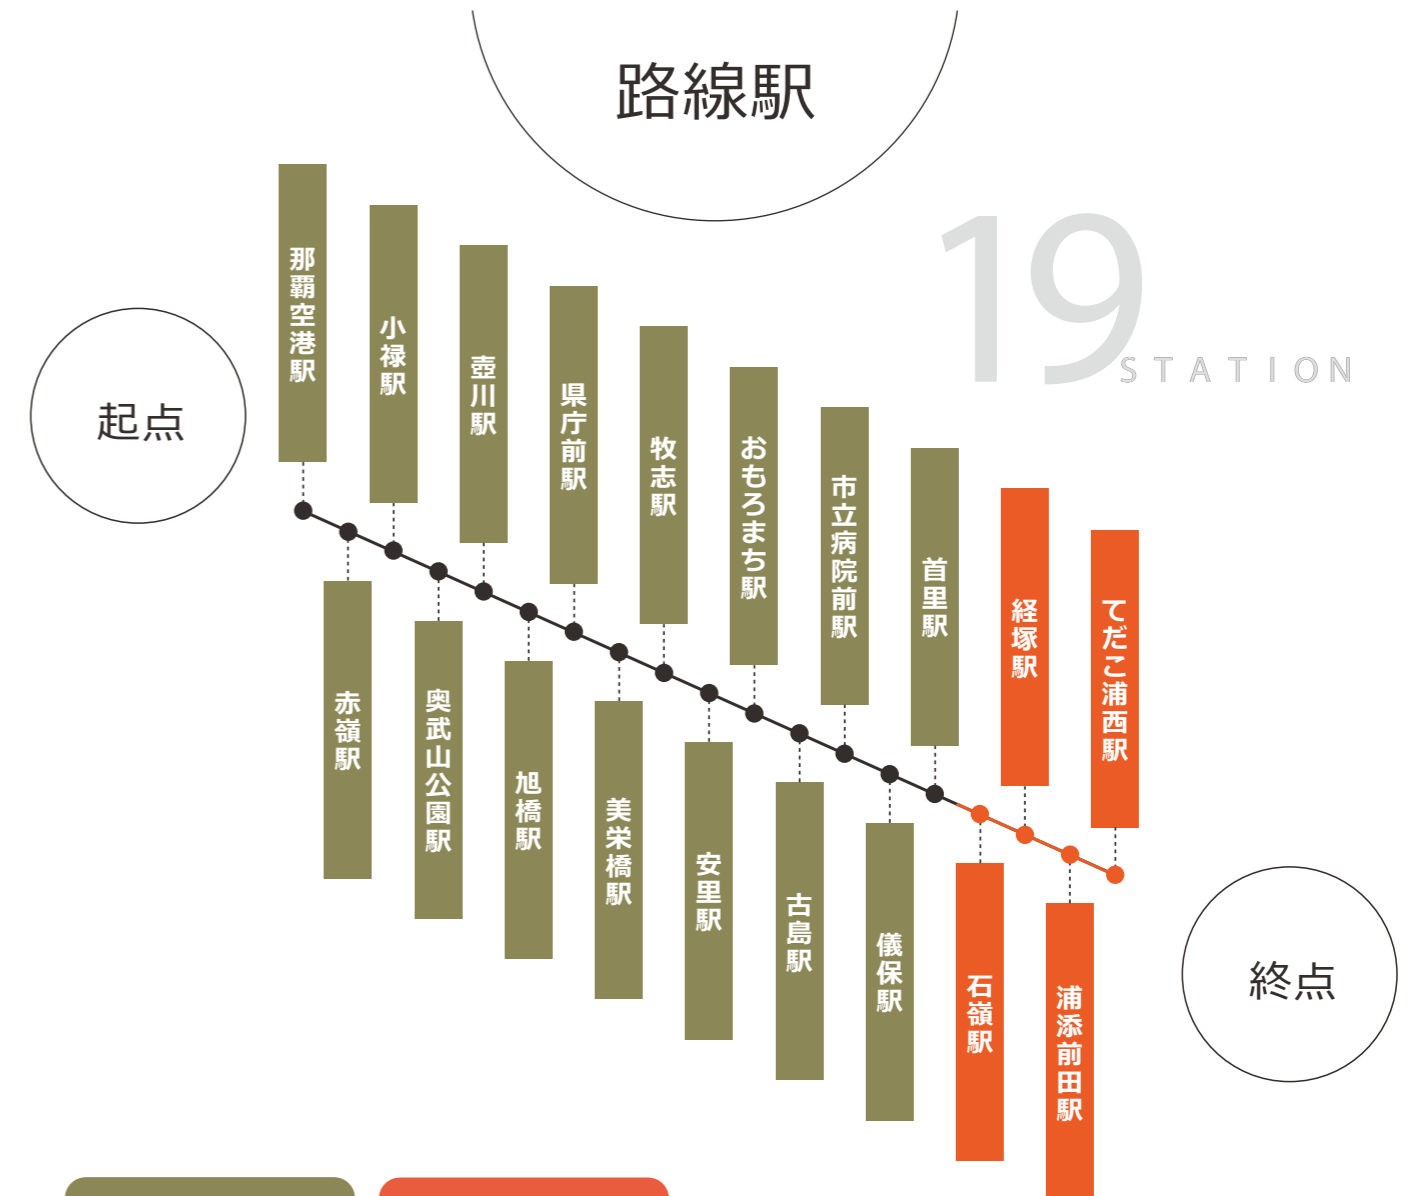 路線駅
19
STATION
起点
那覇空港駅
赤嶺駅
小禄駅
奥武山公園駅
壺川駅
旭橋駅
県庁前駅
美栄橋駅
牧志駅
安里駅
おもろまち駅
古島駅
市立病院前駅
儀保駅
首里駅
石嶺駅
経塚駅
浦添前田駅
てだこ浦西駅
終点